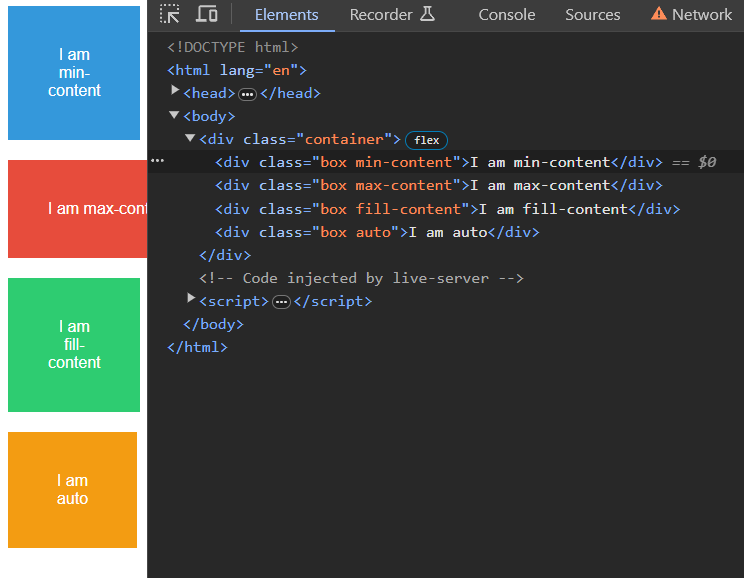 I am
min-
content
I am max-cont
I am
fill-
content
I am
auto
Elements
Recorder
Console
Sources
Network
<!DOCTYPE html>
<html lang="en">
<head>…</head>
<body>
<div class="container"> flex
<div class="box min-content">I am min-content</div> == $0
<div class="box max-content">I am max-content</div>
<div class="box fill-content">I am fill-content</div>
<div class="box auto">I am auto</div>
</div>
<!-- Code injected by live-server -->
<script>…</script>
</body>
</html>